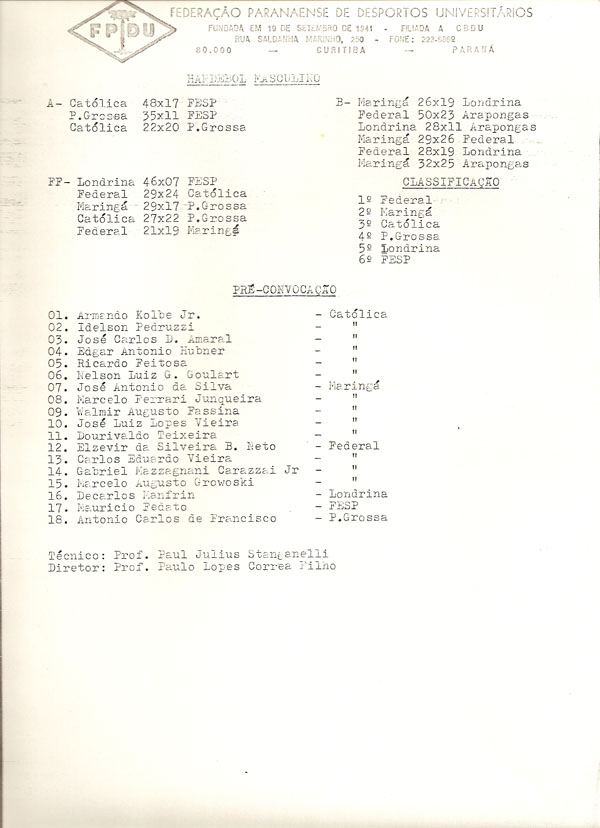 FPDU
FEDERAÇÃO PARANAENSE DE DESPORTOS UNIVERSITÁRIOS
FUNDADA EM 19 DE SETEMBRO DE 1941 - FILIADA A CBDU
RUA SALDANHA MARINHO, 250 - FONE:
80.000 — CURITIBA — PARANÁ
HANDEBOL MASCULINO
A- Católica 48x17 FESP
P.Grossa 35x11 FESP
Católica 22x20 P.Grossa
B- Maringá 26x19 Londrina
Federal 50x23 Arapongas
Londrina 28x11 Arapongas
Maringá 29x26 Federal
Federal 28x19 Londrina
Maringá 32x25 Arapongas
FF- Londrina 46x07 FESP
Federal 29x24 Católica
Maringá 29x17 P.Grossa
Católica 27x22 P.Grossa
Federal 21x19 Maringá
CLASSIFICAÇÃO
1º Federal
2º Maringá
3º Católica
4º P.Grossa
5º Londrina
6º FESP
PRÉ-CONVOCAÇÃO
01. Armando Kolbe Jr. - Católica
02. Idelson Pedruzzi - "
03. José Carlos D. Amaral - "
04. Edgar Antonio Hubner - "
05. Ricardo Feitosa - "
06. Nelson Luiz G. Goulart - "
07. José Antonio da Silva - Maringá
08. Marcelo Ferrari Junqueira - "
09. Walmir Augusto Fassina - "
10. José Luiz Lopes Vieira - "
11. Dourivaldo Teixeira - "
12. Elzevir da Silveira B. Neto - Federal
13. Carlos Eduardo Vieira - "
14. Gabriel Mazzagnani Carazzai Jr - "
15. Marcelo Augusto Growoski - "
16. Decarlos Manfrin - Londrina
17. Mauricio Fedato - FESP
18. Antonio Carlos de Francisco - P.Grossa
Técnico: Prof. Paul Julius Stanganelli
Diretor: Prof. Paulo Lopes Correa Filho